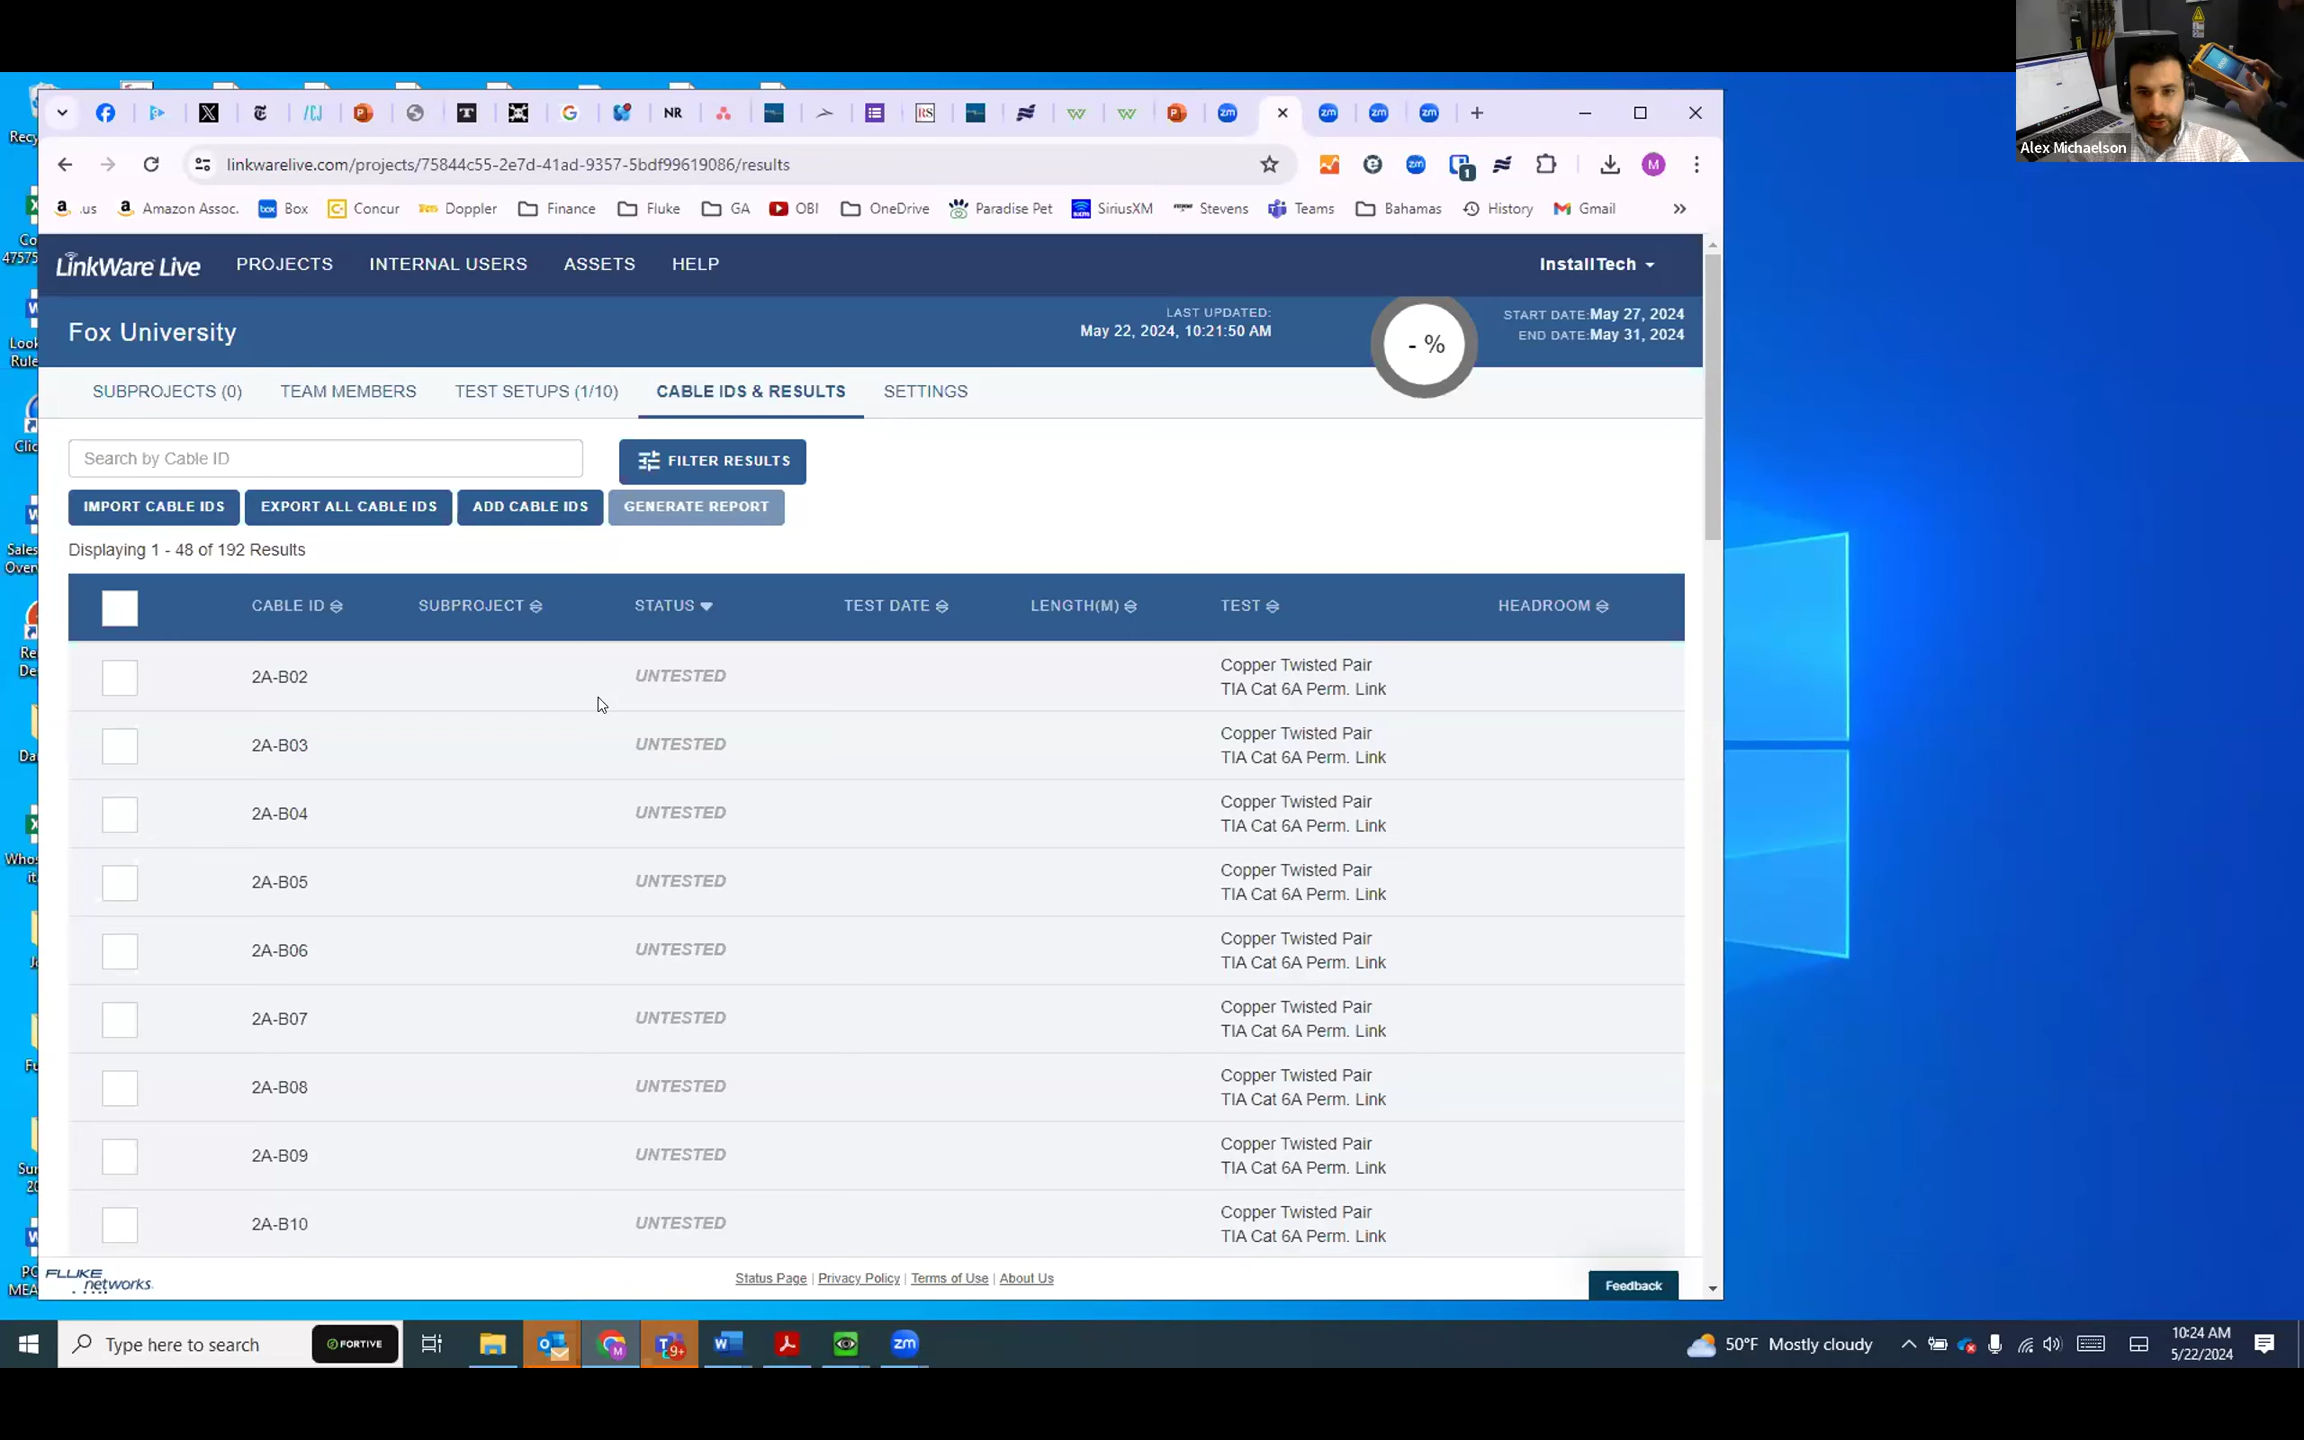 Alex Michaelson
NR
RS
zm
zm
zm
zm
linkwarelive.com/projects/75844c55-2e7d-41ad-9357-5bdf99619086/results
zm
1
M
.us
Amazon Assoc.
box Box
Concur
Doppler
Finance
Fluke
GA
OBI
OneDrive
Paradise Pet
SiriusXM
Stevens
Teams
Bahamas
History
Gmail
»
LinkWare Live
PROJECTS
INTERNAL USERS
ASSETS
HELP
InstallTech
Fox University
LAST UPDATED:
May 22, 2024, 10:21:50 AM
- %
START DATE:May 27, 2024
END DATE:May 31, 2024
SUBPROJECTS (0)
TEAM MEMBERS
TEST SETUPS (1/10)
CABLE IDS & RESULTS
SETTINGS
Search by Cable ID
FILTER RESULTS
IMPORT CABLE IDS
EXPORT ALL CABLE IDS
ADD CABLE IDS
GENERATE REPORT
Displaying 1 - 48 of 192 Results
CABLE ID
SUBPROJECT
STATUS
TEST DATE
LENGTH(M)
TEST
HEADROOM
2A-B02
UNTESTED
Copper Twisted Pair
TIA Cat 6A Perm. Link
2A-B03
UNTESTED
Copper Twisted Pair
TIA Cat 6A Perm. Link
2A-B04
UNTESTED
Copper Twisted Pair
TIA Cat 6A Perm. Link
2A-B05
UNTESTED
Copper Twisted Pair
TIA Cat 6A Perm. Link
2A-B06
UNTESTED
Copper Twisted Pair
TIA Cat 6A Perm. Link
2A-B07
UNTESTED
Copper Twisted Pair
TIA Cat 6A Perm. Link
2A-B08
UNTESTED
Copper Twisted Pair
TIA Cat 6A Perm. Link
2A-B09
UNTESTED
Copper Twisted Pair
TIA Cat 6A Perm. Link
2A-B10
UNTESTED
Copper Twisted Pair
TIA Cat 6A Perm. Link
FLUKE networks.
Status Page | Privacy Policy | Terms of Use | About Us
Feedback
Type here to search
FORTIVE
9+
zm
50°F Mostly cloudy
10:24 AM
5/22/2024